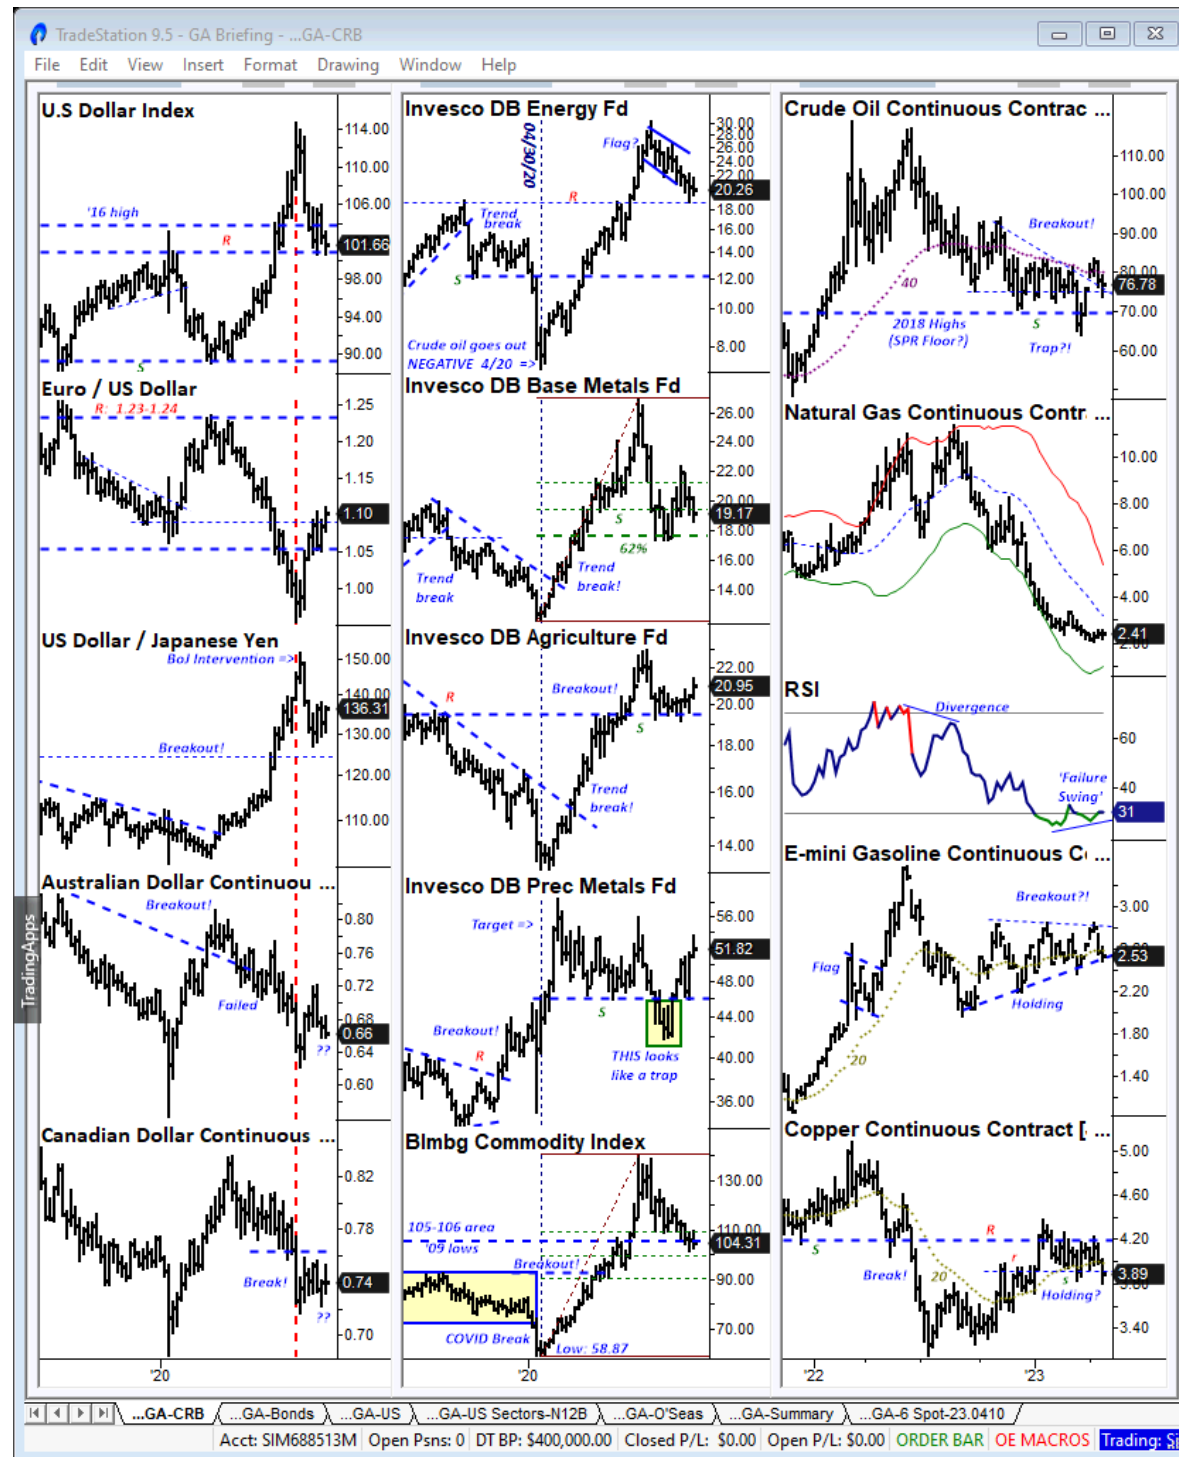 TradeStation 9.5 - GA Briefing - ...GA-CRB
File Edit View Insert Format Drawing Window Help
U.S Dollar Index
114.00
110.00
106.00
'16 high
R
101.66
98.00
94.00
90.00
S
Euro / US Dollar
R: 1.23-1.24
1.25
1.20
1.15
1.10
1.05
1.00
US Dollar / Japanese Yen
BoJ Intervention =>
150.00
140.00
136.31
130.00
Breakout!
120.00
110.00
Australian Dollar Continuou ...
Breakout!
0.80
0.76
0.72
Failed
0.68
0.66
??
0.64
0.60
Canadian Dollar Continuous ...
0.82
0.78
Break!
0.74
??
0.70
'20
Invesco DB Energy Fd
04/30/20
30.00
28.00
26.00
24.00
Flag?
20.26
R
18.00
Trend
break
16.00
14.00
S
12.00
10.00
Crude oil goes out
NEGATIVE 4/20 =>
8.00
Invesco DB Base Metals Fd
26.00
24.00
22.00
20.00
19.17
S
18.00
62%
16.00
Trend
break
Trend
break!
14.00
Invesco DB Agriculture Fd
22.00
Breakout!
20.95
R
20.00
S
18.00
Trend
break!
16.00
14.00
Invesco DB Prec Metals Fd
Target =>
56.00
51.82
48.00
S
44.00
Breakout!
R
THIS looks
like a trap
40.00
36.00
Blmbg Commodity Index
130.00
105-106 area
110.00
'09 lows
104.31
Breakout!
90.00
COVID Break
70.00
Low: 58.87
'20
Crude Oil Continuous Contrac ...
110.00
100.00
Breakout!
90.00
80.00
40
76.78
70.00
2018 Highs
(SPR Floor?)
S
Trap?!
60.00
Natural Gas Continuous Contr ...
10.00
8.00
6.00
4.00
2.41
2.00
RSI
Divergence
60
'Failure
Swing'
40
31
E-mini Gasoline Continuous C ...
Breakout?!
3.00
2.53
Flag
2.20
Holding
1.80
20
1.40
Copper Continuous Contract [ ...
5.00
4.60
R
4.20
S
r
Break!
20
3.89
s
Holding?
3.80
3.40
'22
'23
TradingApps
...GA-CRB ...GA-Bonds ...GA-US ...GA-US Sectors-N12B ...GA-O'Seas ...GA-Summary ...GA-6 Spot-23.0410
Acct: SIM688513M Open Psns: 0 DT BP: $400,000.00 Closed P/L: $0.00 Open P/L: $0.00 ORDER BAR OE MACROS Trading: